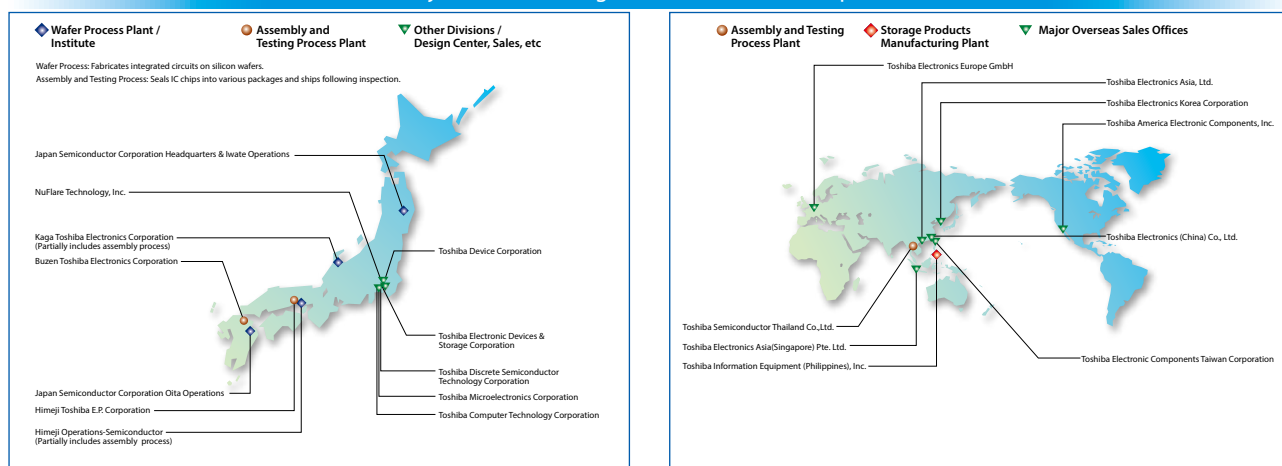 Wafer Process Plant /
Institute
Assembly and
Testing Process Plant
Other Divisions /
Design Center, Sales, etc
Wafer Process: Fabricates integrated circuits on silicon wafers.
Assembly and Testing Process: Seals IC chips into various packages and ships following inspection.
Japan Semiconductor Corporation Headquarters & Iwate Operations
NuFlare Technology, Inc.
Kaga Toshiba Electronics Corporation
(Partially includes assembly process)
Buzen Toshiba Electronics Corporation
Toshiba Device Corporation
Toshiba Electronic Devices &
Storage Corporation
Toshiba Discrete Semiconductor
Technology Corporation
Toshiba Microelectronics Corporation
Toshiba Computer Technology Corporation
Japan Semiconductor Corporation Oita Operations
Himeji Toshiba E.P. Corporation
Himeji Operations-Semiconductor
(Partially includes assembly process)
Assembly and Testing
Process Plant
Storage Products
Manufacturing Plant
Major Overseas Sales Offices
Toshiba Electronics Europe GmbH
Toshiba Electronics Asia, Ltd.
Toshiba Electronics Korea Corporation
Toshiba America Electronic Components, Inc.
Toshiba Electronics (China) Co., Ltd.
Toshiba Semiconductor Thailand Co.,Ltd.
Toshiba Electronics Asia(Singapore) Pte. Ltd.
Toshiba Information Equipment (Philippines), Inc.
Toshiba Electronic Components Taiwan Corporation